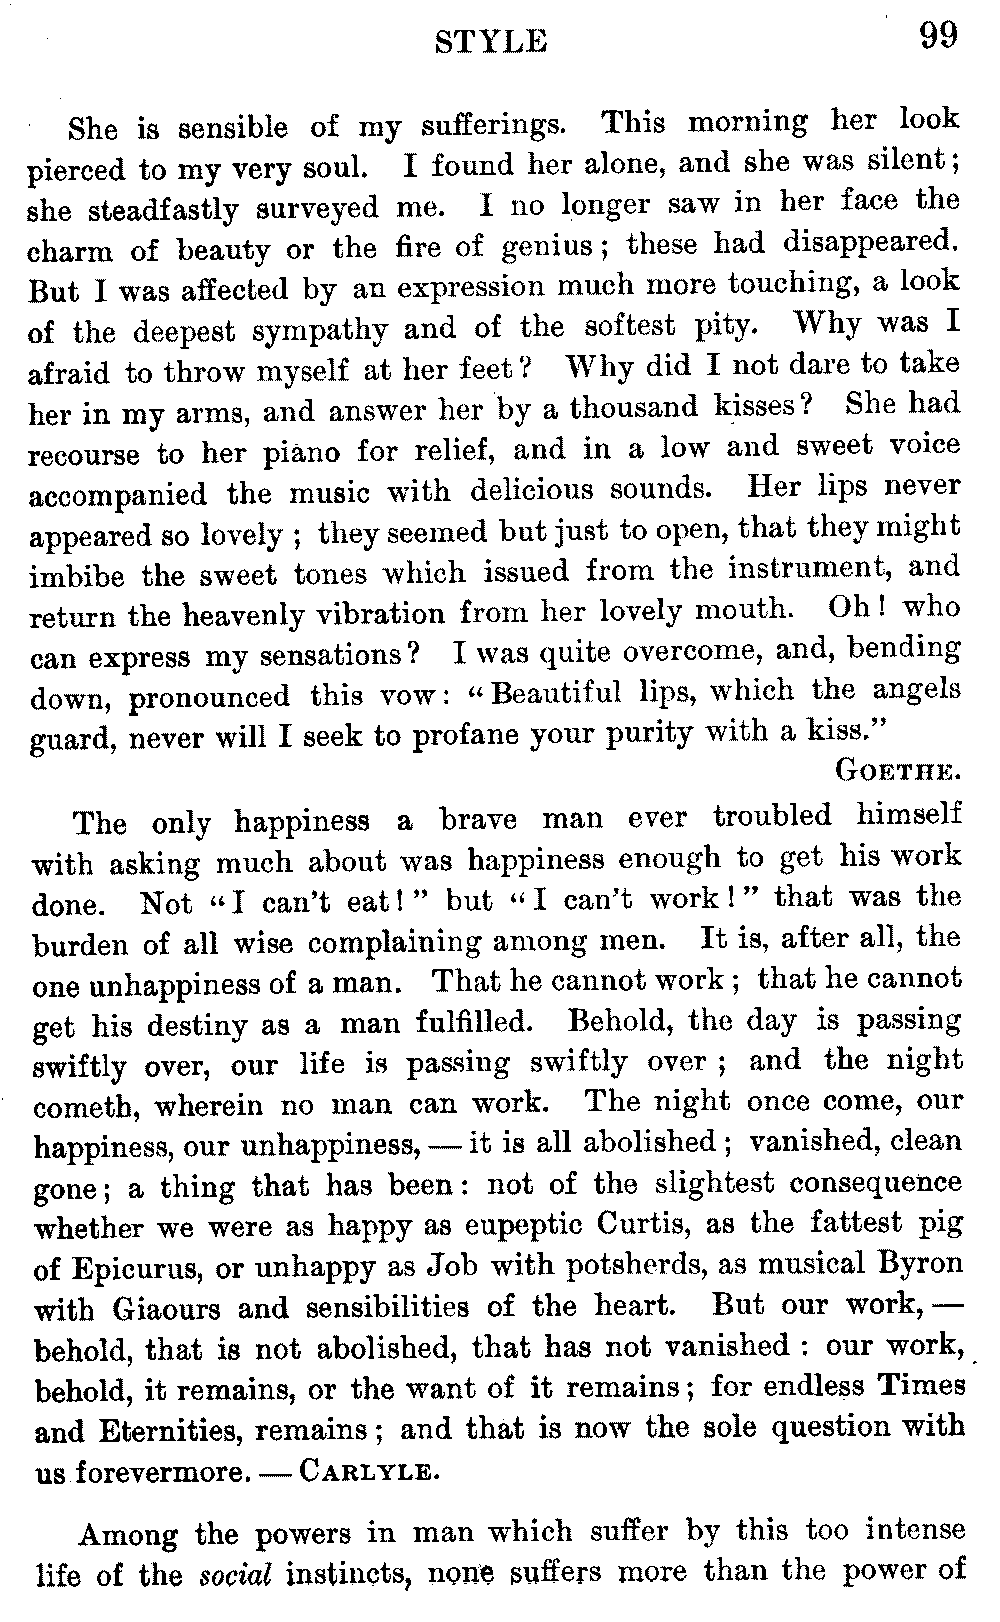 STYLE 99
She is sensible of my sufferings. This morning her look
pierced to my very soul. I found her alone, and she was silent;
she steadfastly surveyed me. I no longer saw in her face the
charm of beauty or the fire of genius; these had disappeared.
But I was affected by an expression much more touching, a look
of the deepest sympathy and of the softest pity. Why was I
afraid to throw myself at her feet? Why did I not dare to take
her in my arms, and answer her by a thousand kisses? She had
recourse to her piano for relief, and in a low and sweet voice
accompanied the music with delicious sounds. Her lips never
appeared so lovely; they seemed but just to open, that they might
imbibe the sweet tones which issued from the instrument, and
return the heavenly vibration from her lovely mouth. Oh! who
can express my sensations? I was quite overcome, and, bending
down, pronounced this vow: "Beautiful lips, which the angels
guard, never will I seek to profane your purity with a kiss."
GOETHE.
The only happiness a brave man ever troubled himself
with asking much about was happiness enough to get his work
done. Not "I can't eat!" but "I can't work!" that was the
burden of all wise complaining among men. It is, after all, the
one unhappiness of a man. That he cannot work; that he cannot
get his destiny as a man fulfilled. Behold, the day is passing
swiftly over, our life is passing swiftly over; and the night
cometh, wherein no man can work. The night once come, our
happiness, our unhappiness, — it is all abolished; vanished, clean
gone; a thing that has been: not of the slightest consequence
whether we were as happy as eupeptic Curtis, as the fattest pig
of Epicurus, or unhappy as Job with potsherds, as musical Byron
with Giaours and sensibilities of the heart. But our work, —
behold, that is not abolished, that has not vanished: our work,
behold, it remains, or the want of it remains; for endless Times
and Eternities, remains; and that is now the sole question with
us forevermore. — CARLYLE.
Among the powers in man which suffer by this too intense
life of the social instincts, none suffers more than the power of